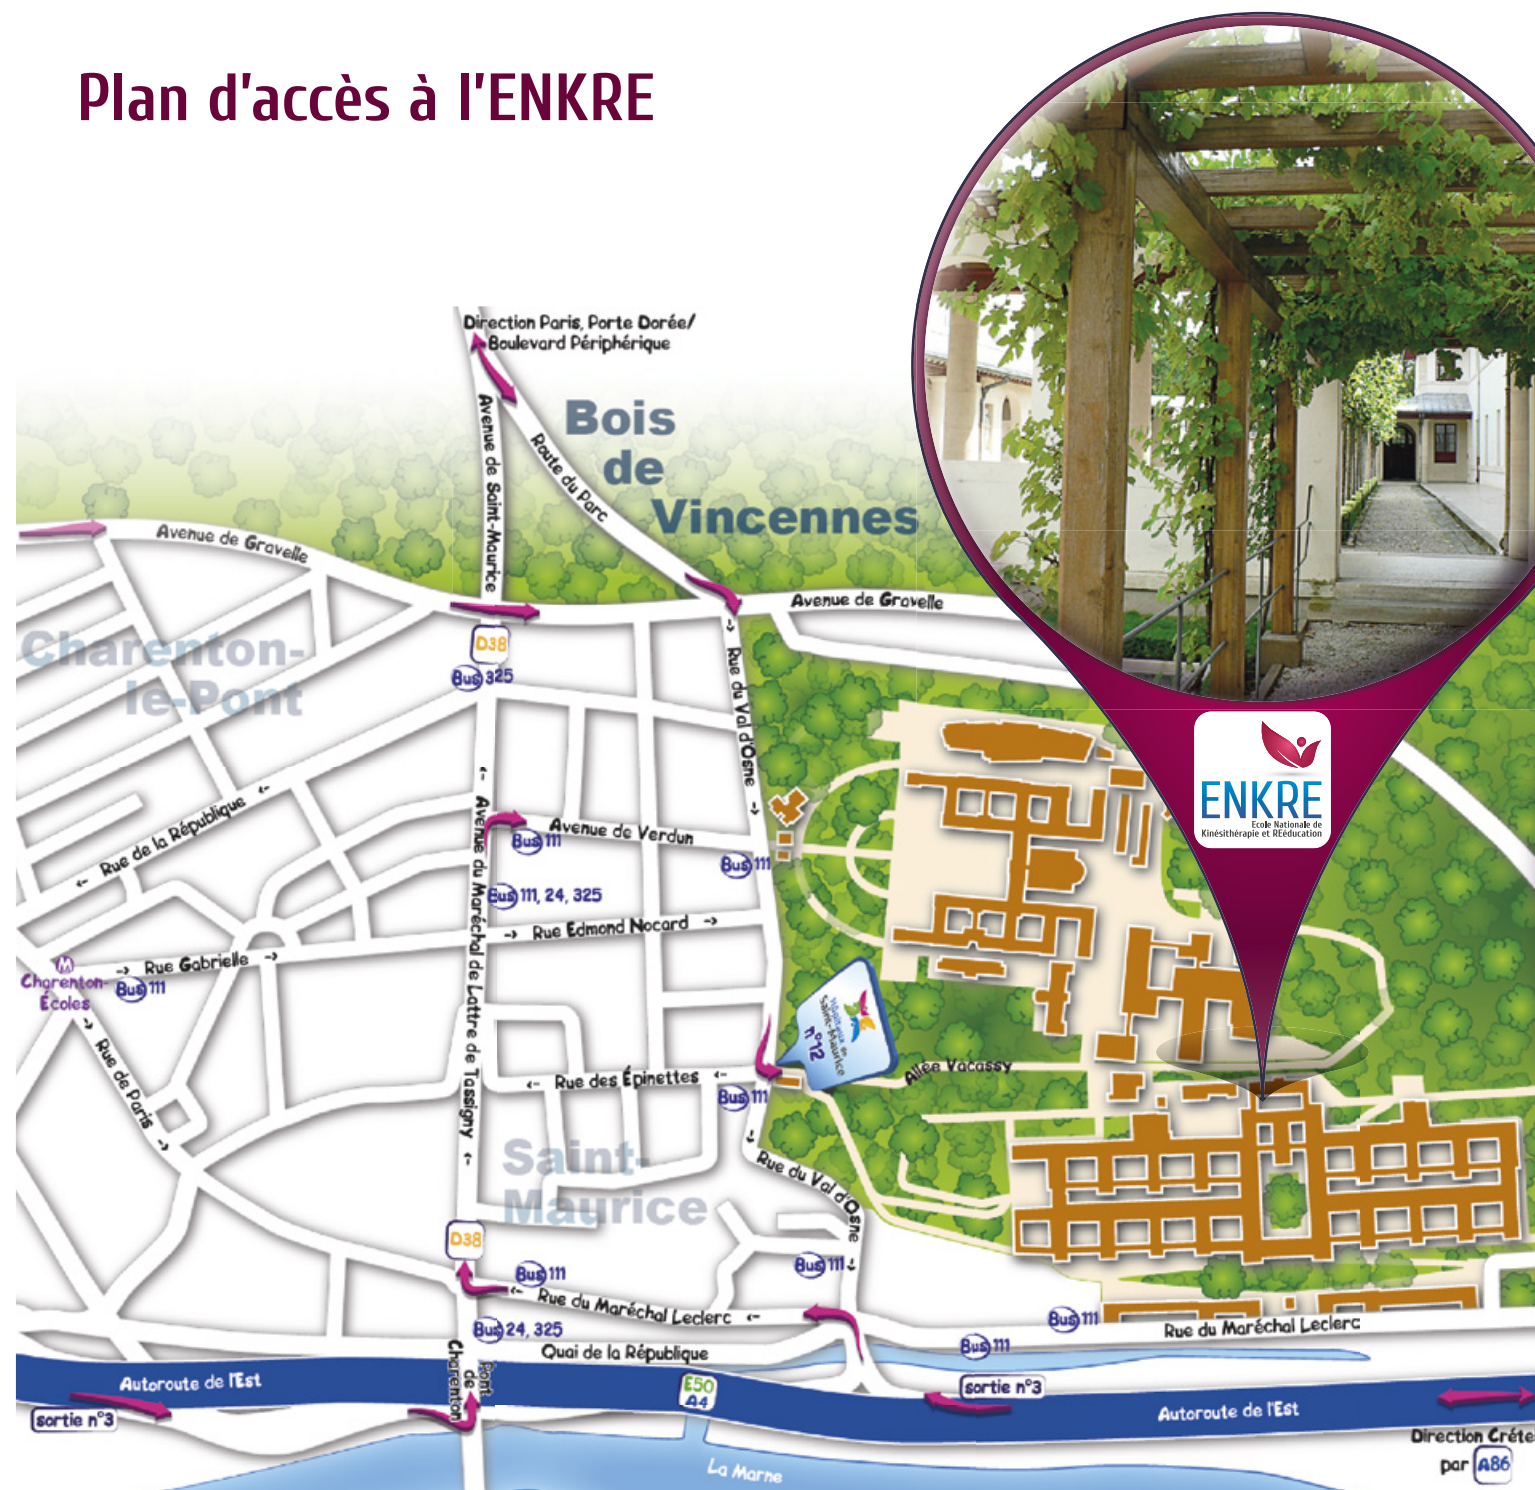 Plan d'accès à l'ENKRE
Direction Paris, Porte Dorée/
Boulevard Périphérique
Avenue de Saint-Maurice
Route du Parc
Bois
de
Vincennes
Avenue de Gravelle
Avenue de Gravelle
Charenton-
le-Pont
D38
Bus 325
Rue du Val d'Osne
ENKRE
Ecole Nationale de
Kinésithérapie et REéducation
Rue de la République
Avenue du Maréchal de Lattre de Tassigny
Avenue de Verdun
Bus 111
Bus 111
Bus 111, 24, 325
Rue Edmond Nocard
Rue Gabrielle
M
Charenton-
Écoles
Bus 111
Rue de Paris
Hôpitaux de
Saint-Maurice
n°12
Allée Vacassy
Rue des Épinettes
Bus 111
Saint-
Maurice
Rue du Val d'Osne
D38
Bus 111
Bus 111
Rue du Maréchal Leclerc
Bus 111
Rue du Maréchal Leclerc
Bus 24, 325
Bus 111
Quai de la République
Pont
de
Charenton
Autoroute de l'Est
E50
A4
sortie n°3
sortie n°3
Autoroute de l'Est
Direction Créte
par A86
La Marne